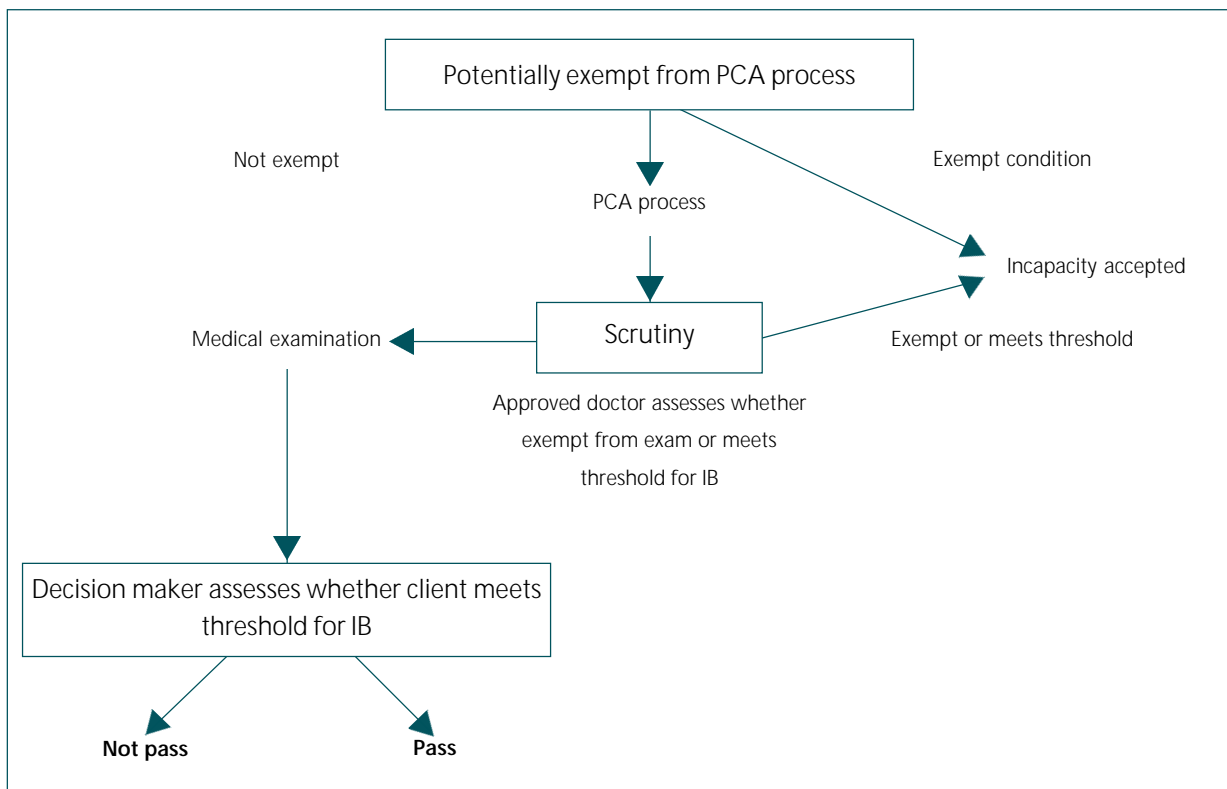 Potentially exempt from PCA process
Not exempt
Exempt condition
PCA process
Incapacity accepted
Medical examination
Scrutiny
Exempt or meets threshold
Approved doctor assesses whether
exempt from exam or meets
threshold for IB
Decision maker assesses whether client meets
threshold for IB
Not pass
Pass